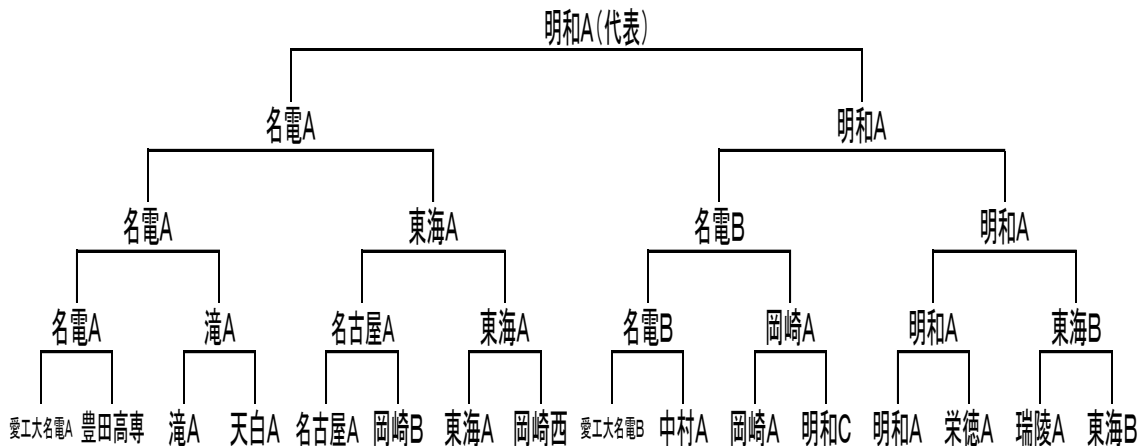 明和A（代表）
名電A 明和A
名電A 東海A 名電B 明和A
名電A 滝A 名古屋A 東海A 名電B 岡崎A 明和A 東海B
愛工大名電A 豊田高専 滝A 天白A 名古屋A 岡崎B 東海A 岡崎西 愛工大名電B 中村A 岡崎A 明和C 明和A 栄徳A 瑞陵A 東海B